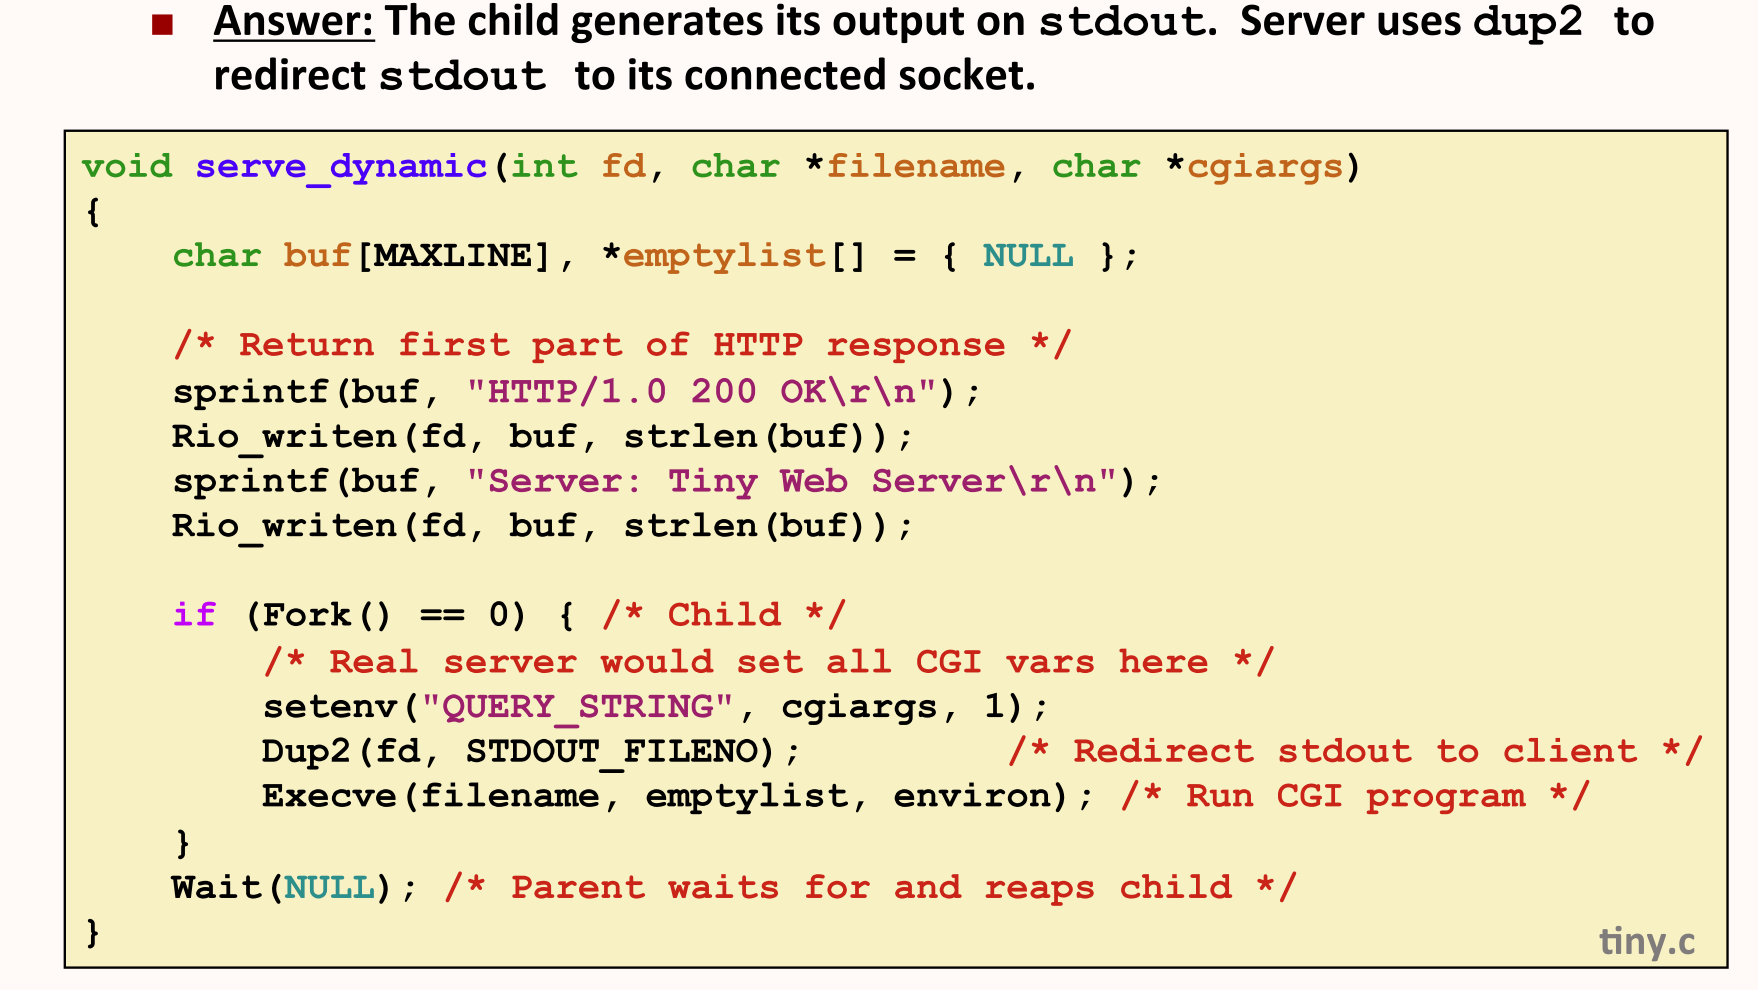 ■ Answer: The child generates its output on stdout. Server uses dup2 to
redirect stdout to its connected socket.
void serve_dynamic(int fd, char *filename, char *cgiargs)
{
    char buf[MAXLINE], *emptylist[] = { NULL };

    /* Return first part of HTTP response */
    sprintf(buf, "HTTP/1.0 200 OK\r\n");
    Rio_writen(fd, buf, strlen(buf));
    sprintf(buf, "Server: Tiny Web Server\r\n");
    Rio_writen(fd, buf, strlen(buf));

    if (Fork() == 0) { /* Child */
        /* Real server would set all CGI vars here */
        setenv("QUERY_STRING", cgiargs, 1);
        Dup2(fd, STDOUT_FILENO);         /* Redirect stdout to client */
        Execve(filename, emptylist, environ); /* Run CGI program */
    }
    Wait(NULL); /* Parent waits for and reaps child */
}
tiny.c